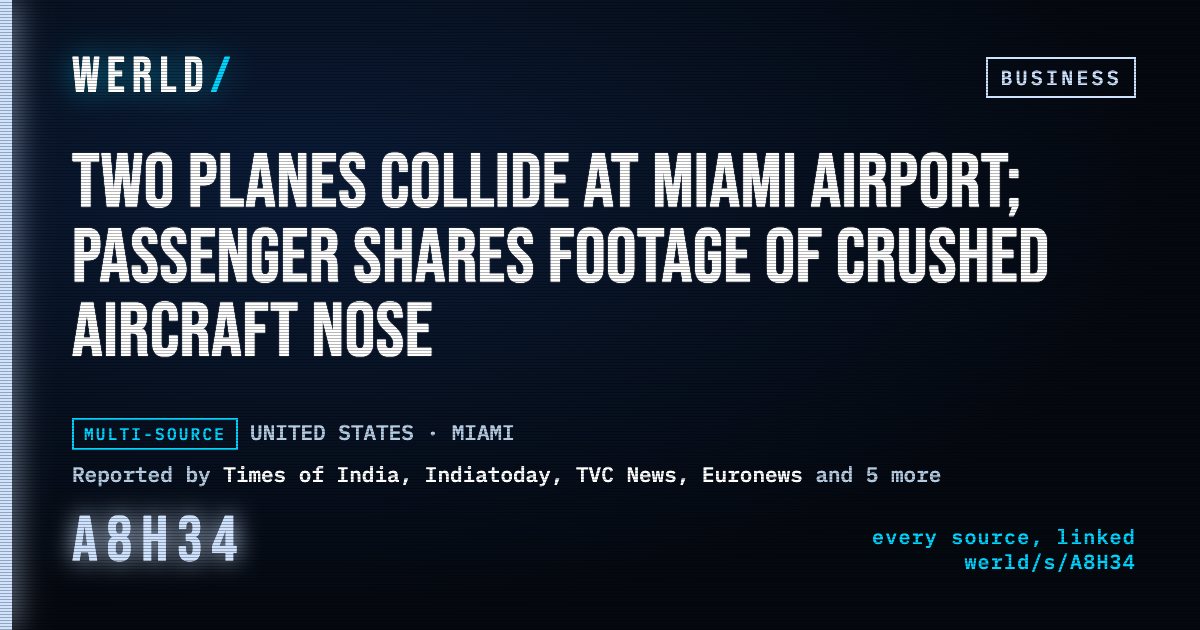 WERLD/
BUSINESS
TWO PLANES COLLIDE AT MIAMI AIRPORT;
PASSENGER SHARES FOOTAGE OF CRUSHED
AIRCRAFT NOSE
MULTI-SOURCE UNITED STATES · MIAMI
Reported by Times of India, Indiatoday, TVC News, Euronews and 5 more
A8H34
every source, linked
werld/s/A8H34